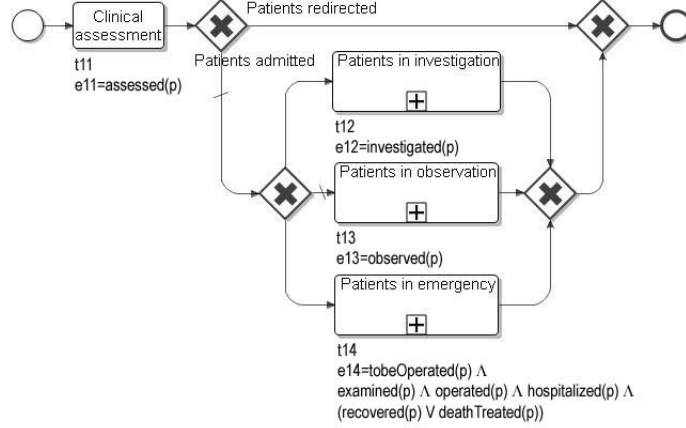 Clinical
assessment
Patients redirected
t11
e11=assessed(p)
Patients admitted
Patients in investigation
t12
e12=investigated(p)
Patients in observation
t13
e13=observed(p)
Patients in emergency
t14
e14=tobeOperated(p) Λ
examined(p) Λ operated(p) Λ hospitalized(p) Λ
(recovered(p) V deathTreated(p))